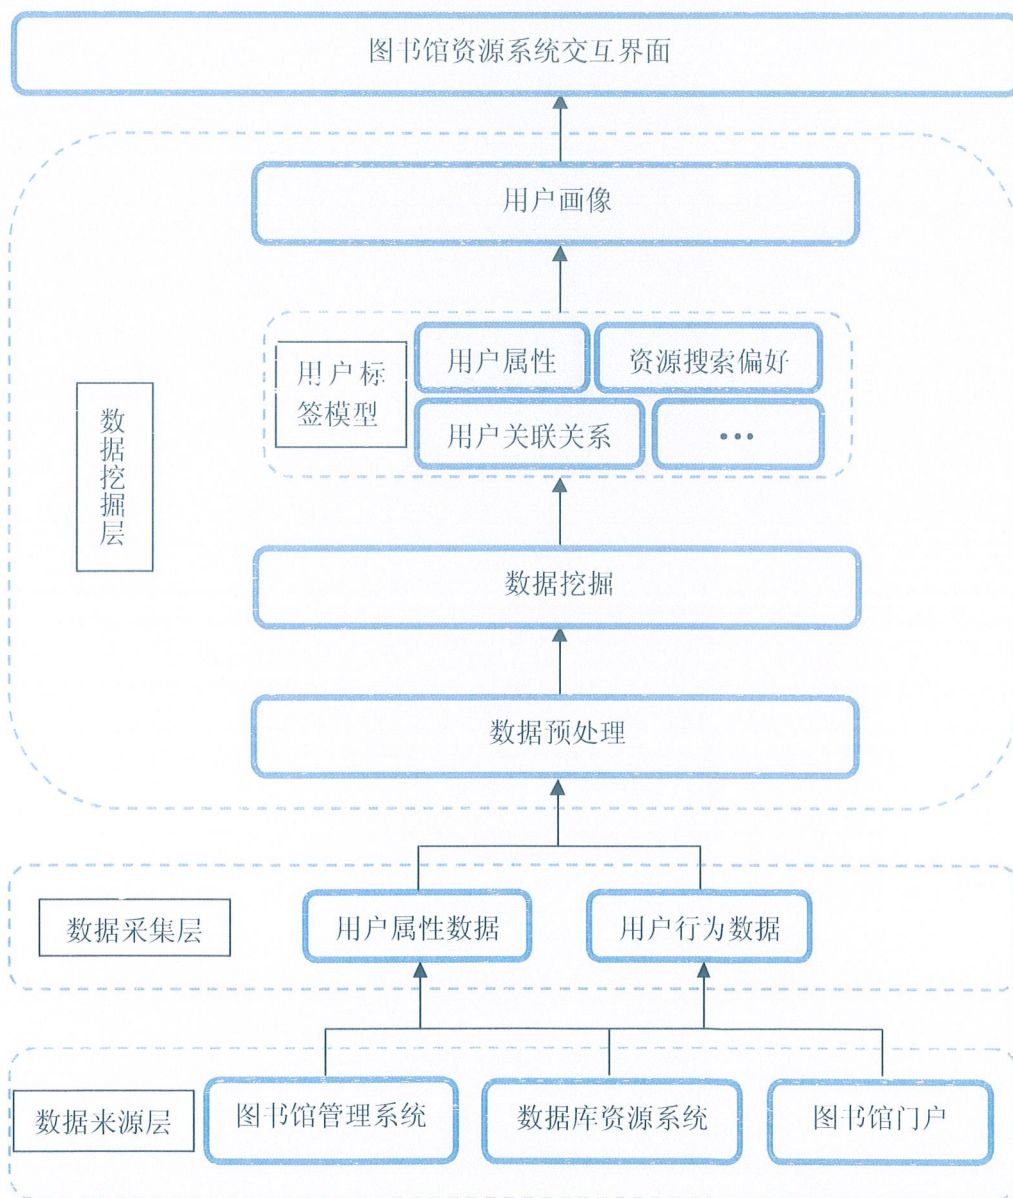 图书馆资源系统交互界面
用户画像
用户标
签模型
用户属性
资源搜索偏好
用户关联关系
•••
数据挖掘层
数据挖掘
数据预处理
数据采集层
用户属性数据
用户行为数据
数据来源层
图书馆管理系统
数据库资源系统
图书馆门户